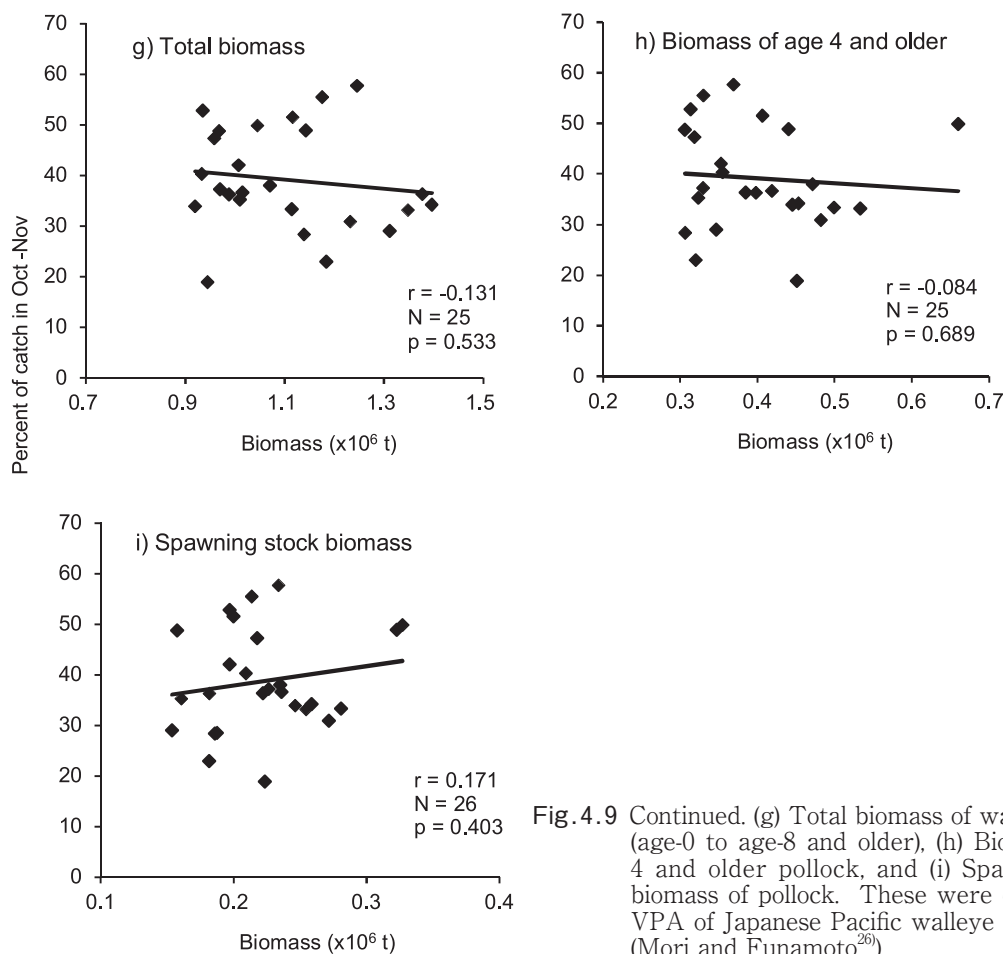 g) Total biomass
70
60
50
40
30
20
10
0
0.7 0.9 1.1 1.3 1.5
Biomass (x10⁶ t)
r = -0.131
N = 25
p = 0.533
Percent of catch in Oct -Nov
h) Biomass of age 4 and older
70
60
50
40
30
20
10
0
0.2 0.3 0.4 0.5 0.6 0.7
Biomass (x10⁶ t)
r = -0.084
N = 25
p = 0.689
i) Spawning stock biomass
70
60
50
40
30
20
10
0
0.1 0.2 0.3 0.4
Biomass (x10⁶ t)
r = 0.171
N = 26
p = 0.403
Fig.4.9 Continued. (g) Total biomass of wa
(age-0 to age-8 and older), (h) Bio
4 and older pollock, and (i) Spa
biomass of pollock. These were
VPA of Japanese Pacific walleye
(Mori and Funamoto²⁶⁾)